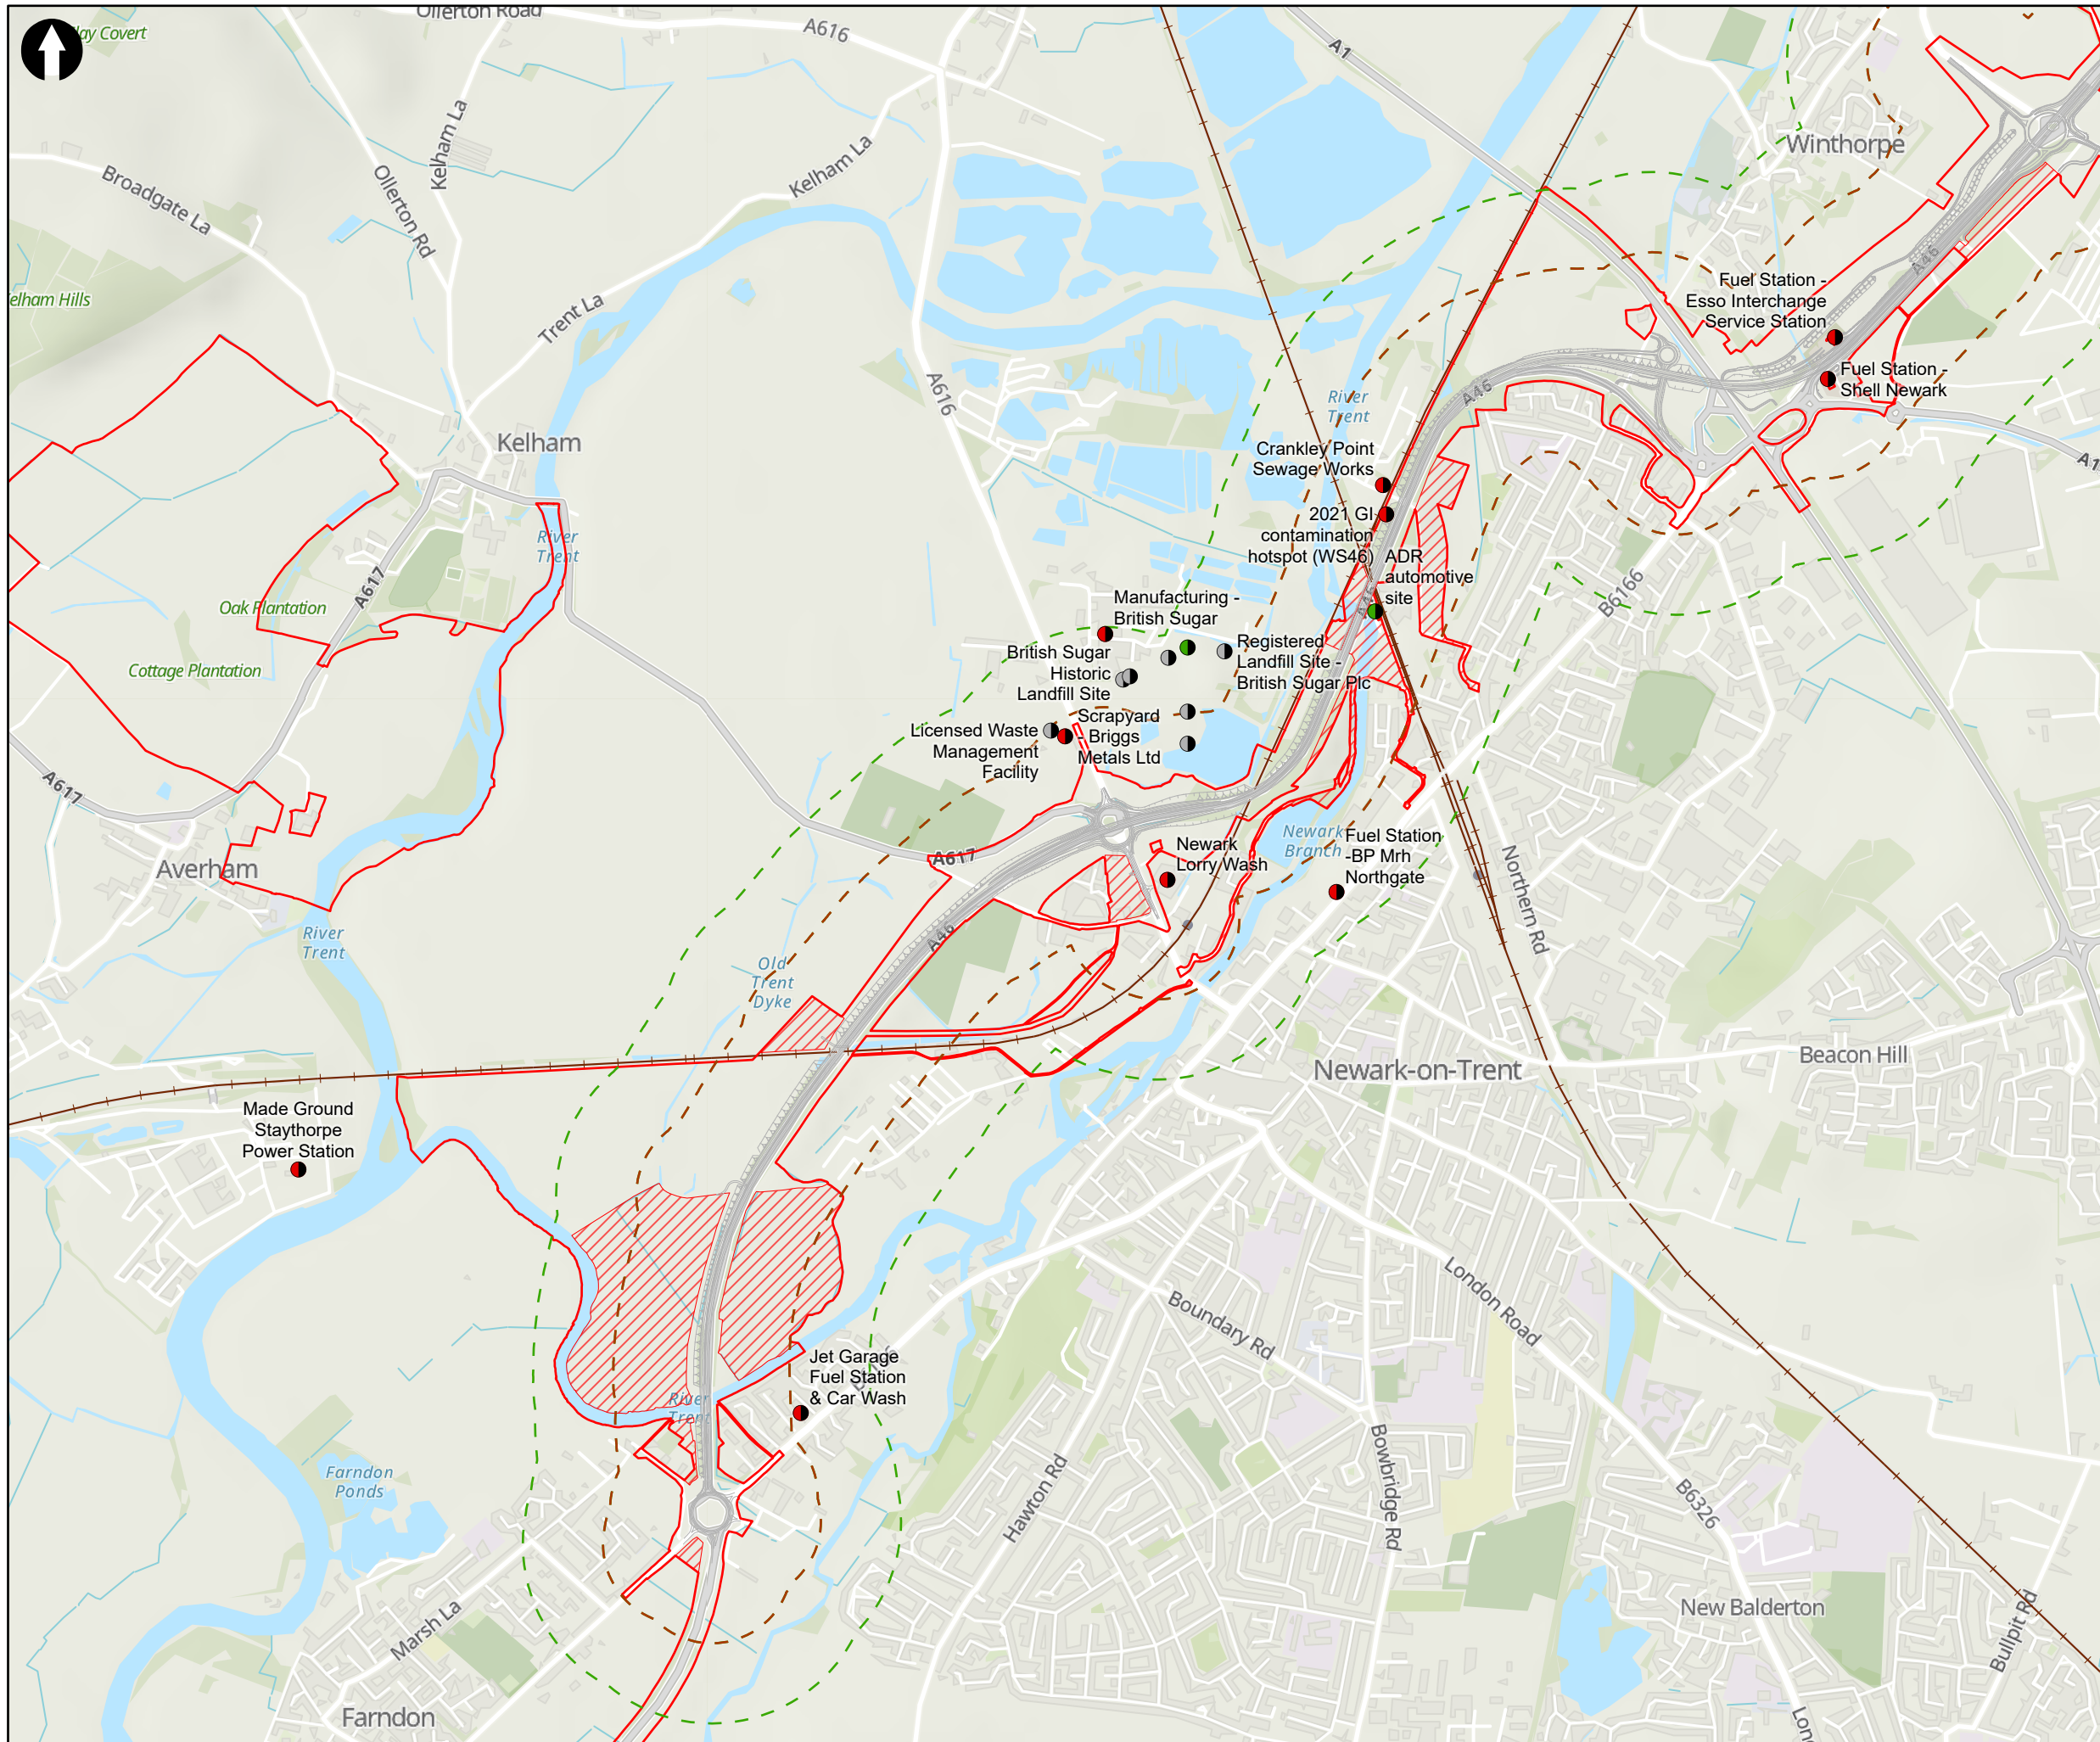 Ollerton Road
lay Covert
A616
A1
Kelham La
Kelham La
Winthorpe
Broadgate La
Ollerton Rd
A46
elham Hills
Trent La
Fuel Station -
Esso Interchange
Service Station
Fuel Station -
Shell Newark
A616
River
Trent
A46
Kelham
Crankley Point
Sewage Works
A1
2021 GI
contamination
hotspot (WS46)
ADR
automotive
site
A46
River
Trent
A617
Oak Plantation
B6166
Manufacturing -
British Sugar
British Sugar
Historic
Landfill Site
Registered
Landfill Site -
British Sugar Plc
Cottage Plantation
Licensed Waste
Management
Facility
Scrapyard
- Briggs
Metals Ltd
A617
Newark
Branch
Fuel Station
-BP Mrh
Northgate
Newark
Lorry Wash
A617
Averham
Northern Rd
A46
River
Trent
Old
Trent
Dyke
Newark-on-Trent
Beacon Hill
Made Ground
Staythorpe
Power Station
London Road
Boundary Rd
Jet Garage
Fuel Station
& Car Wash
River
Trent
Farndon
Ponds
Hawton Rd
Bowbridge Rd
B6326
Marsh La
New Balderton
Bullpit Rd
Farndon
Lon